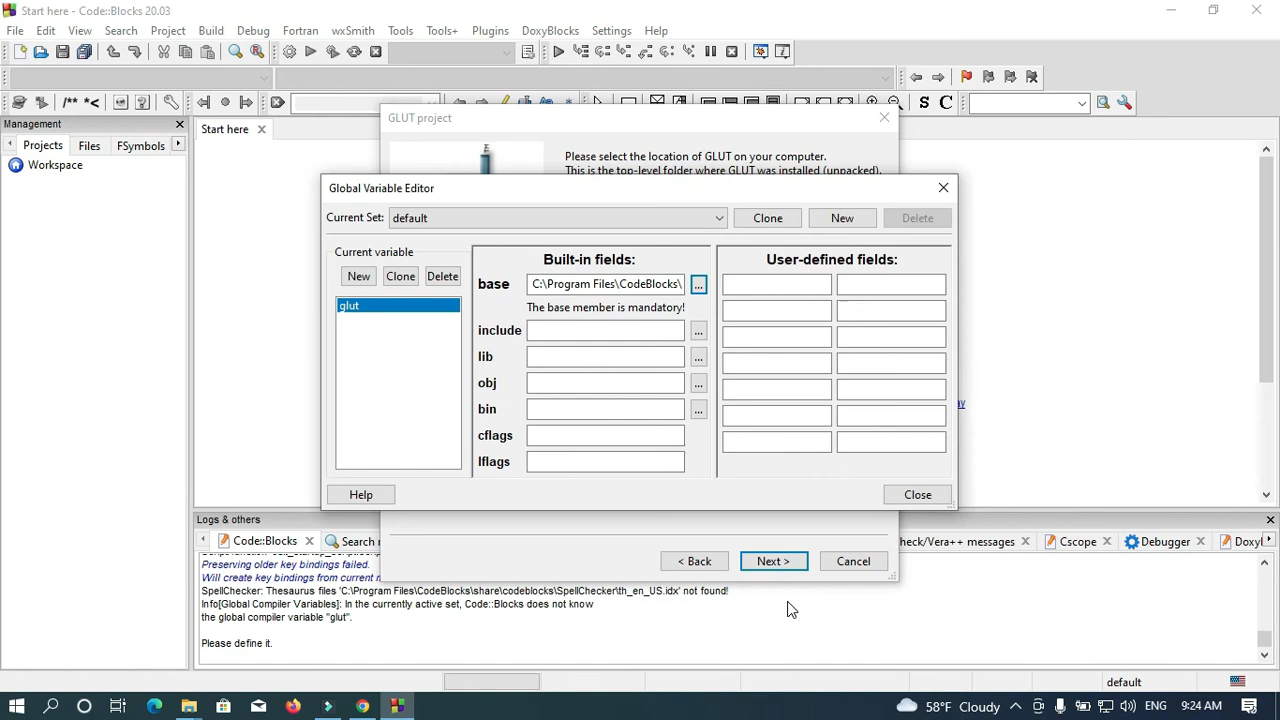 Start here - Code::Blocks 20.03
File Edit View Search Project Build Debug Fortran wxSmith Tools Tools+ Plugins DoxyBlocks Settings Help
/** *<
S C
Management
Projects Files FSymbols
Workspace
Start here
GLUT project
Please select the location of GLUT on your computer.
This is the top-level folder where GLUT was installed (unpacked).
Global Variable Editor
Current Set: default Clone New Delete
Current variable
New Clone Delete
glut
Built-in fields:
base C:\Program Files\CodeBlocks\ ...
The base member is mandatory!
include ...
lib ...
obj ...
bin ...
cflags
lflags
User-defined fields:
Help Close
< Back Next > Cancel
Logs & others
Code::Blocks Search heck/Vera++ messages Cscope Debugger Doxyl
Preserving older key bindings failed.
Will create key bindings from current
SpellChecker: Thesaurus files 'C:\Program Files\CodeBlocks\share\codeblocks\SpellChecker\th_en_US.idx' not found!
Info[Global Compiler Variables]: In the currently active set, Code::Blocks does not know
the global compiler variable "glut".
Please define it.
default
58°F Cloudy ENG 9:24 AM